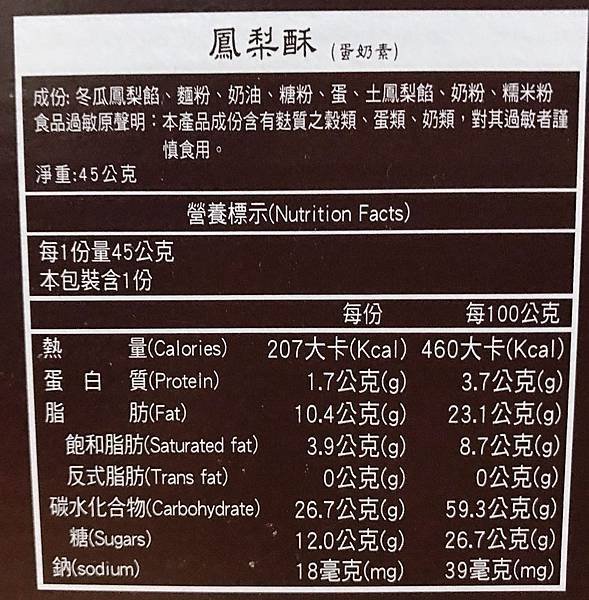 鳳梨酥 (蛋奶素)
成份: 冬瓜鳳梨餡、麵粉、奶油、糖粉、蛋、土鳳梨餡、奶粉、糯米粉
食品過敏原聲明：本產品成份含有麩質之穀類、蛋類、奶類，對其過敏者謹
慎食用。
淨重:45公克
營養標示(Nutrition Facts)
每1份量45公克
本包裝含1份
每份 每100公克
熱量(Calories) 207大卡(Kcal) 460大卡(Kcal)
蛋白質(Protein) 1.7公克(g) 3.7公克(g)
脂肪(Fat) 10.4公克(g) 23.1公克(g)
飽和脂肪(Saturated fat) 3.9公克(g) 8.7公克(g)
反式脂肪(Trans fat) 0公克(g) 0公克(g)
碳水化合物(Carbohydrate) 26.7公克(g) 59.3公克(g)
糖(Sugars) 12.0公克(g) 26.7公克(g)
鈉(sodium) 18毫克(mg) 39毫克(mg)